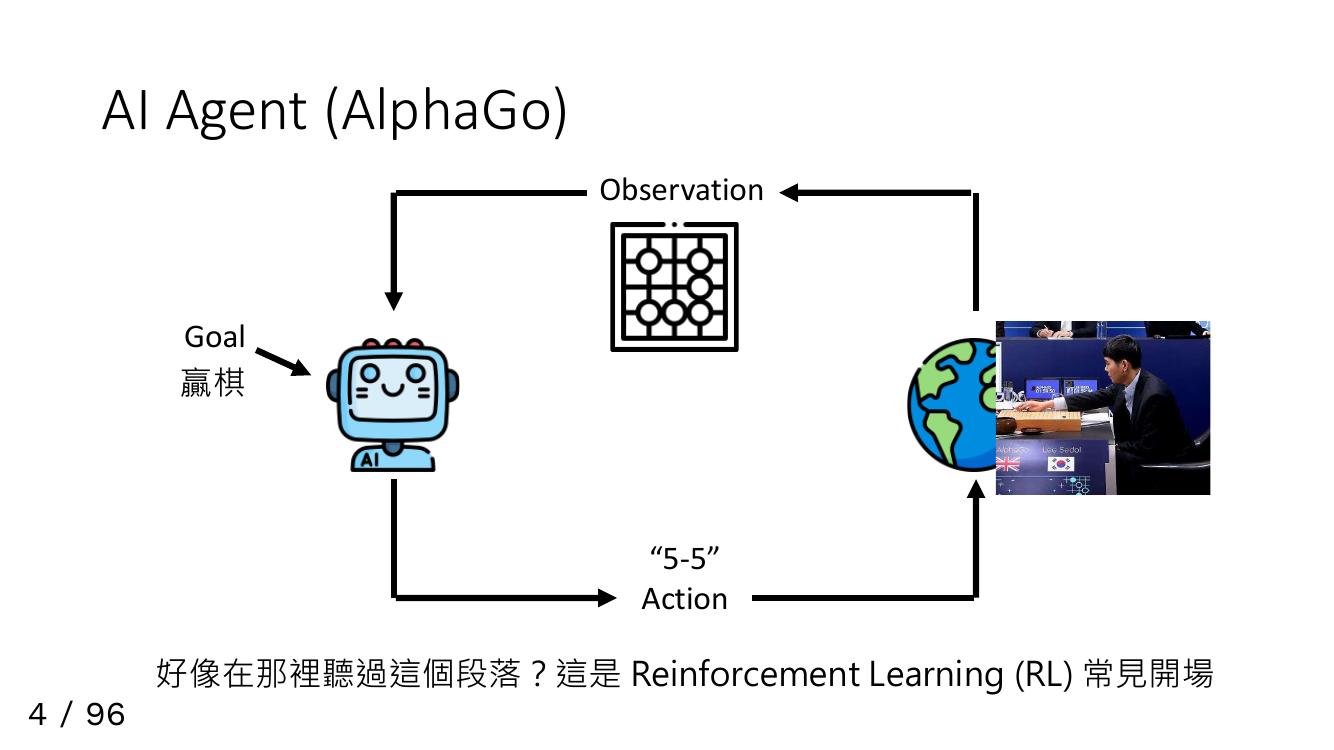 AI Agent (AlphaGo)
Observation
Goal
贏棋
AI
AlphaGo Lee Sedol
“5-5”
Action
好像在那裡聽過這個段落？這是 Reinforcement Learning (RL) 常見開場
4 / 96